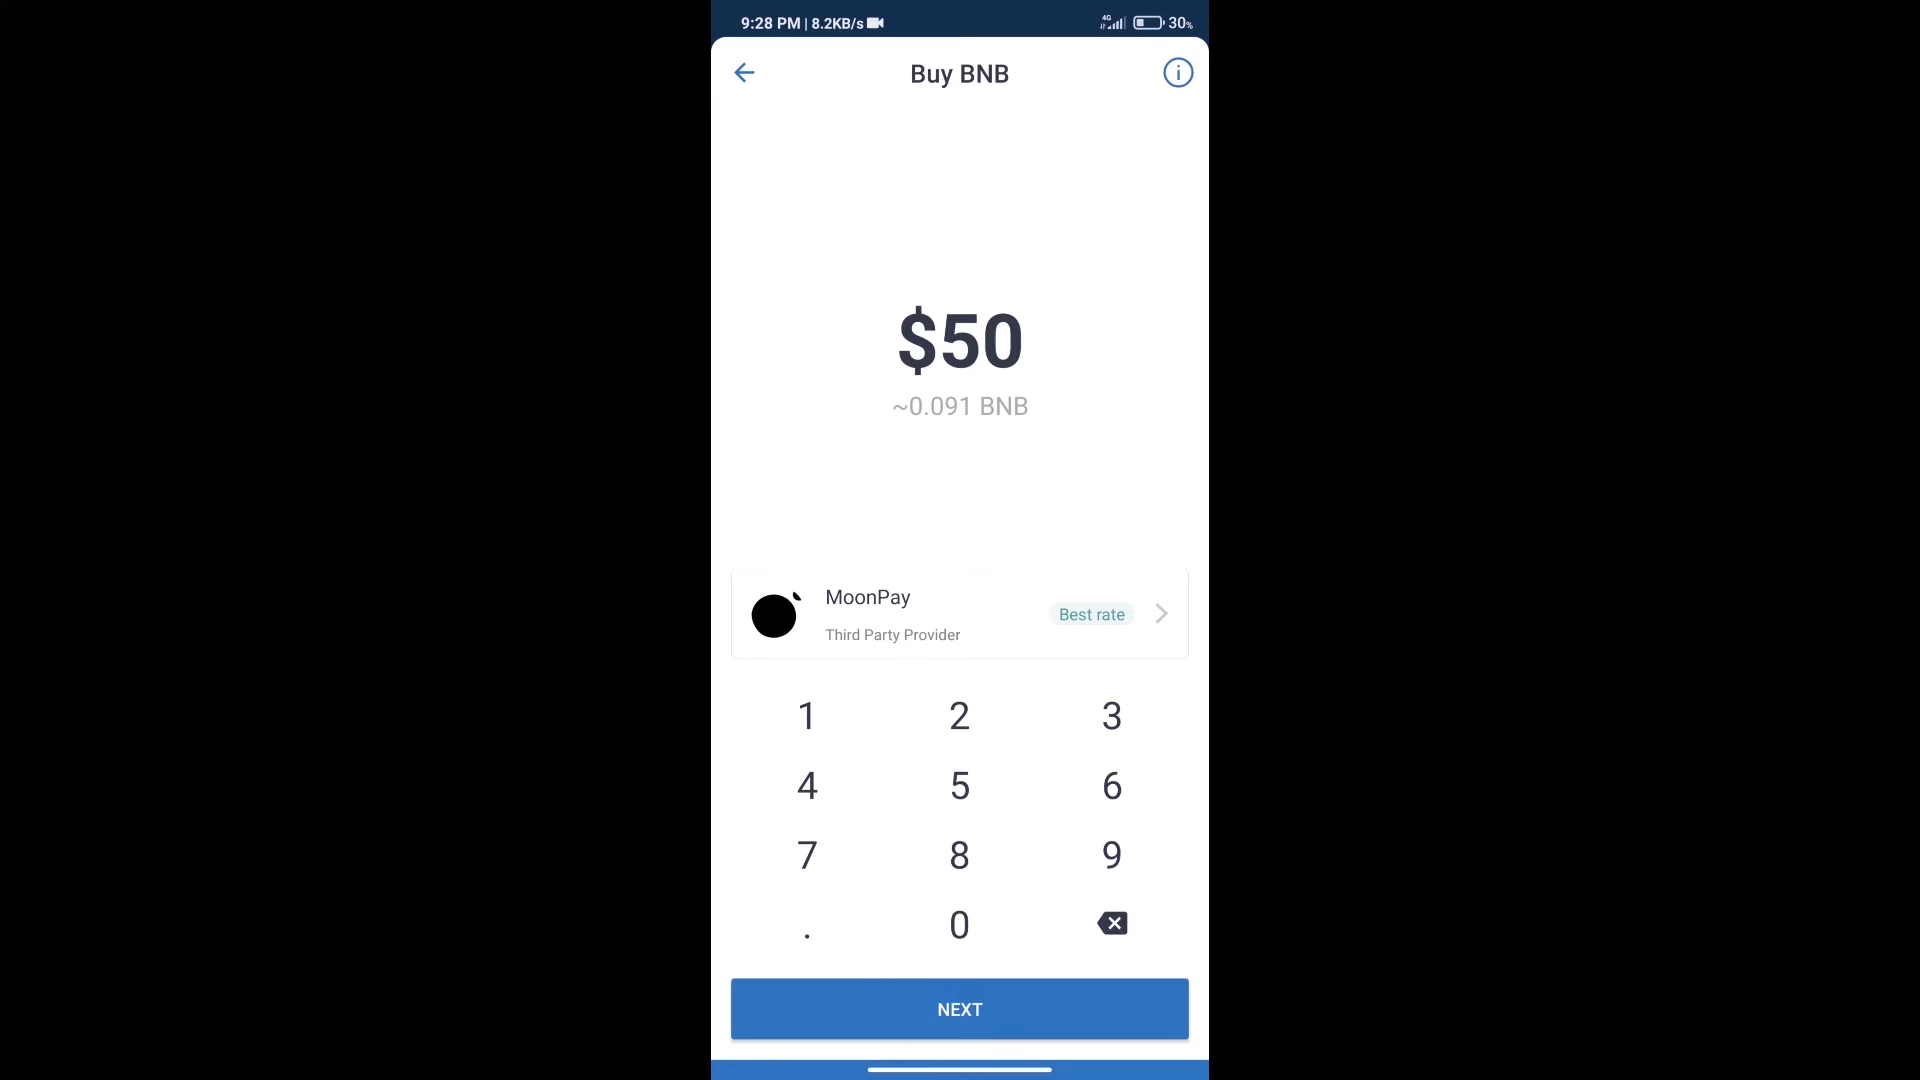 9:28 PM | 8.2KB/s 4G 30%
Buy BNB
$50
~0.091 BNB
MoonPay
Best rate
Third Party Provider
1 2 3
4 5 6
7 8 9
. 0
NEXT